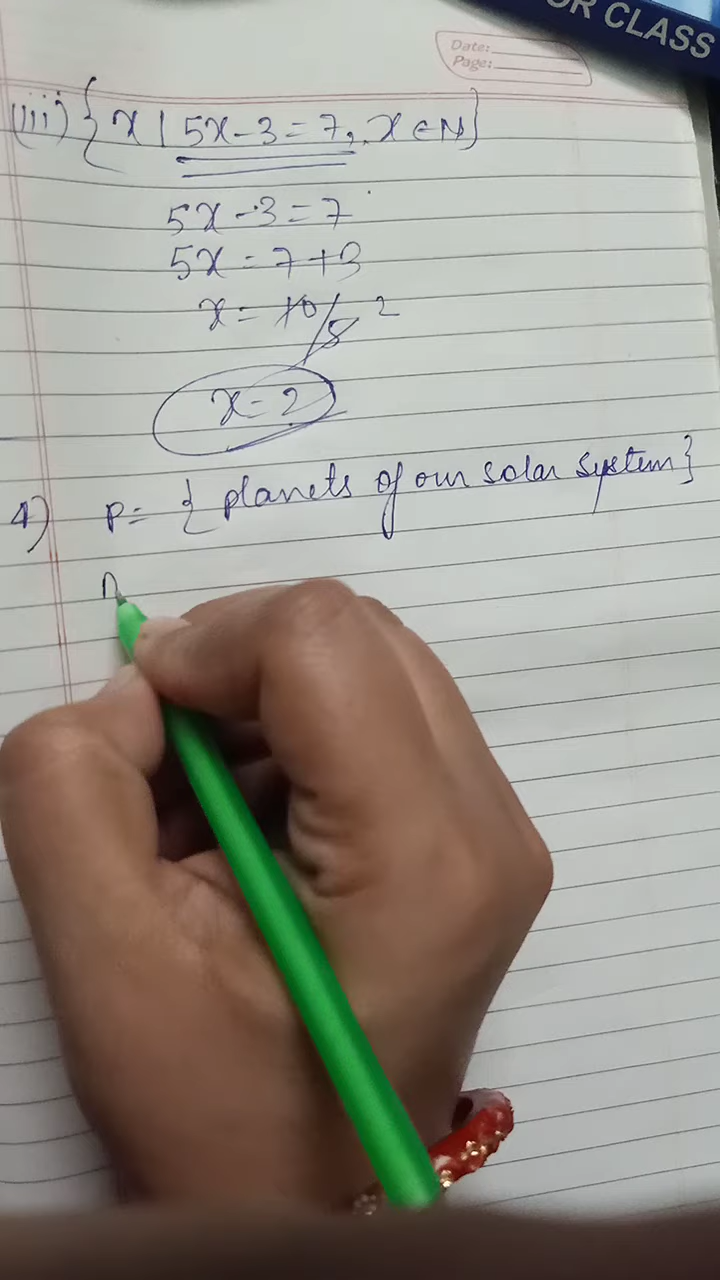 OR CLASS
Date:
Page:
(iii) { x | 5x-3=7, x ∈ N }
5x-3=7
5x=7+3
x= 10/5 2
x=2
1) P= { planets of our solar system }